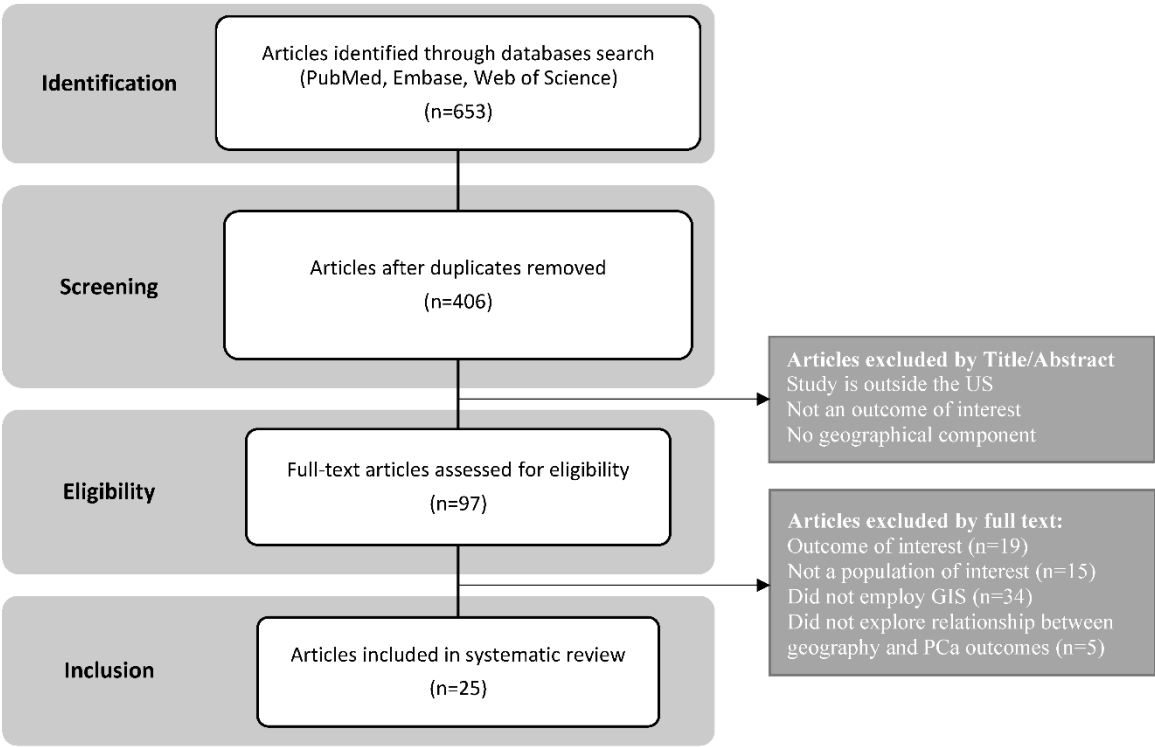 Identification
Articles identified through databases search
(PubMed, Embase, Web of Science)
(n=653)
Screening
Articles after duplicates removed
(n=406)
Articles excluded by Title/Abstract
Study is outside the US
Not an outcome of interest
No geographical component
Eligibility
Full-text articles assessed for eligibility
(n=97)
Articles excluded by full text:
Outcome of interest (n=19)
Not a population of interest (n=15)
Did not employ GIS (n=34)
Did not explore relationship between
geography and PCa outcomes (n=5)
Inclusion
Articles included in systematic review
(n=25)